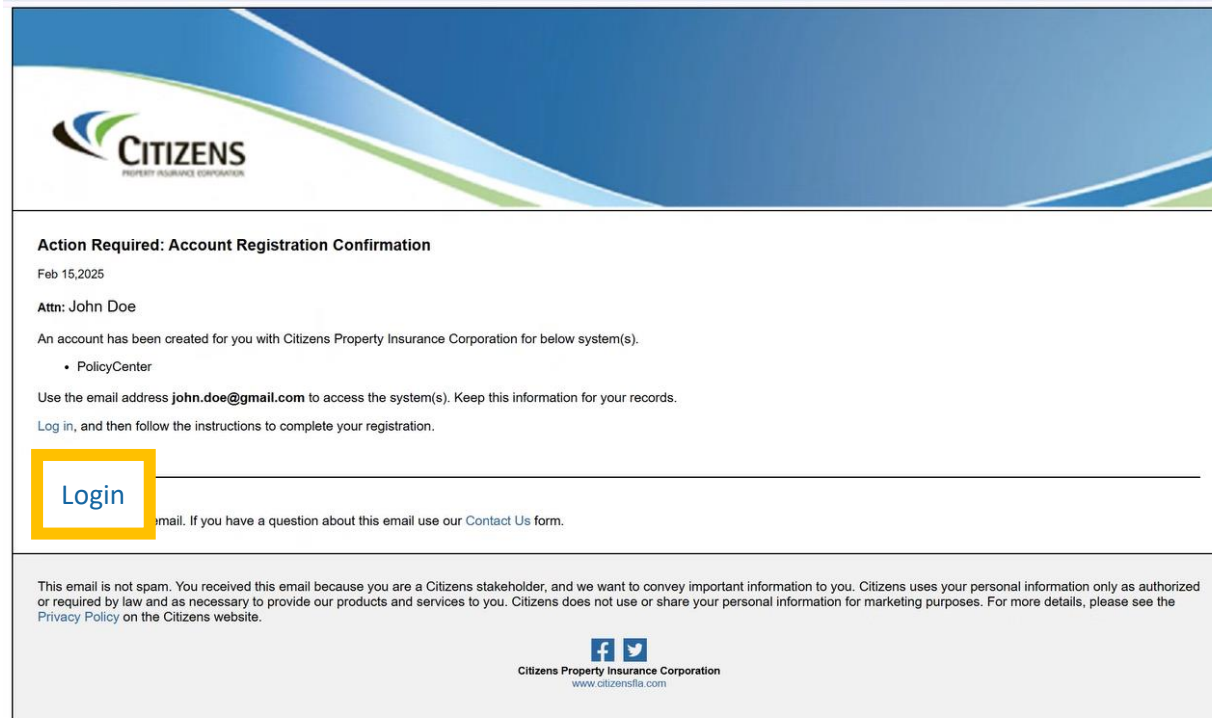 CITIZENS
PROPERTY INSURANCE CORPORATION
Action Required: Account Registration Confirmation
Feb 15,2025
Attn: John Doe
An account has been created for you with Citizens Property Insurance Corporation for below system(s).
• PolicyCenter
Use the email address john.doe@gmail.com to access the system(s). Keep this information for your records.
Log in, and then follow the instructions to complete your registration.
Login
email. If you have a question about this email use our Contact Us form.
This email is not spam. You received this email because you are a Citizens stakeholder, and we want to convey important information to you. Citizens uses your personal information only as authorized
or required by law and as necessary to provide our products and services to you. Citizens does not use or share your personal information for marketing purposes. For more details, please see the
Privacy Policy on the Citizens website.
Citizens Property Insurance Corporation
www.citizensfla.com